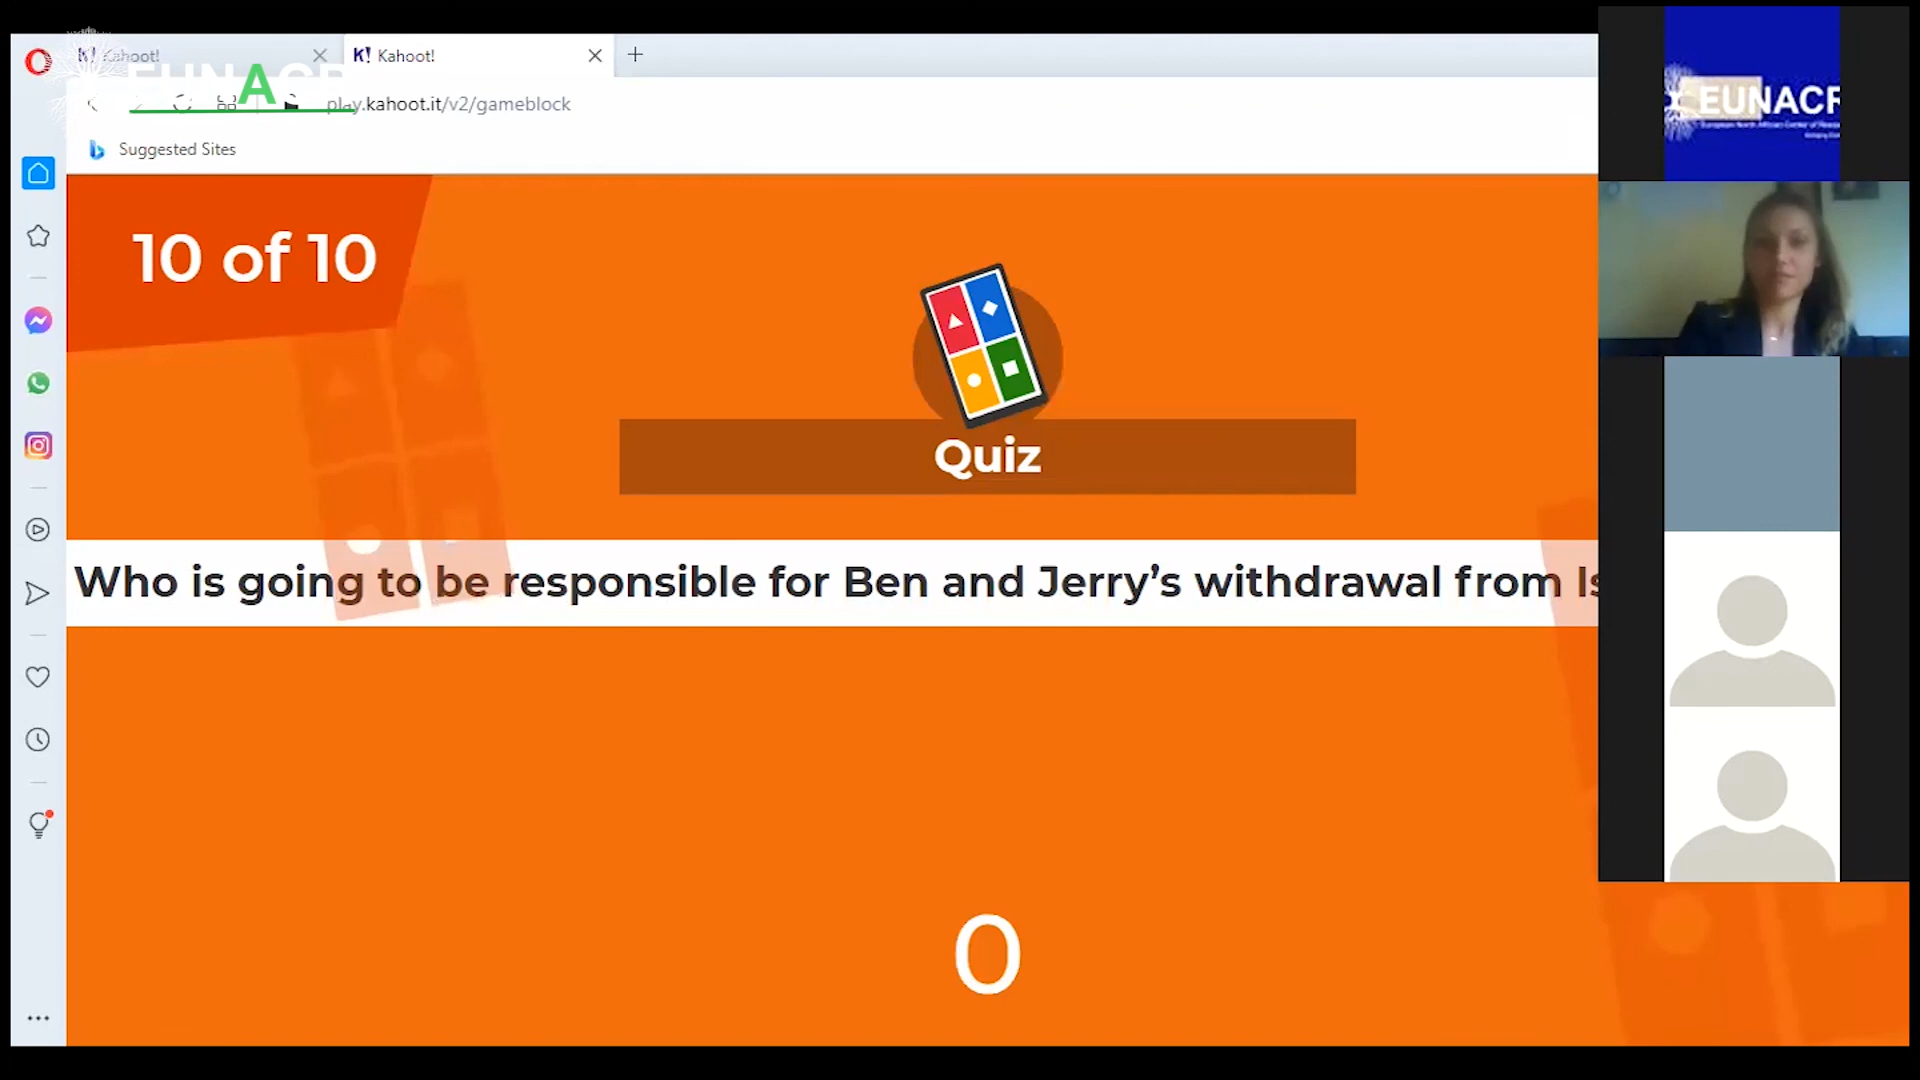 Kahoot!
Kahoot!
EUNACR
play.kahoot.it/v2/gameblock
Suggested Sites
EUNACR
10 of 10
Quiz
Who is going to be responsible for Ben and Jerry's withdrawal from Is
0